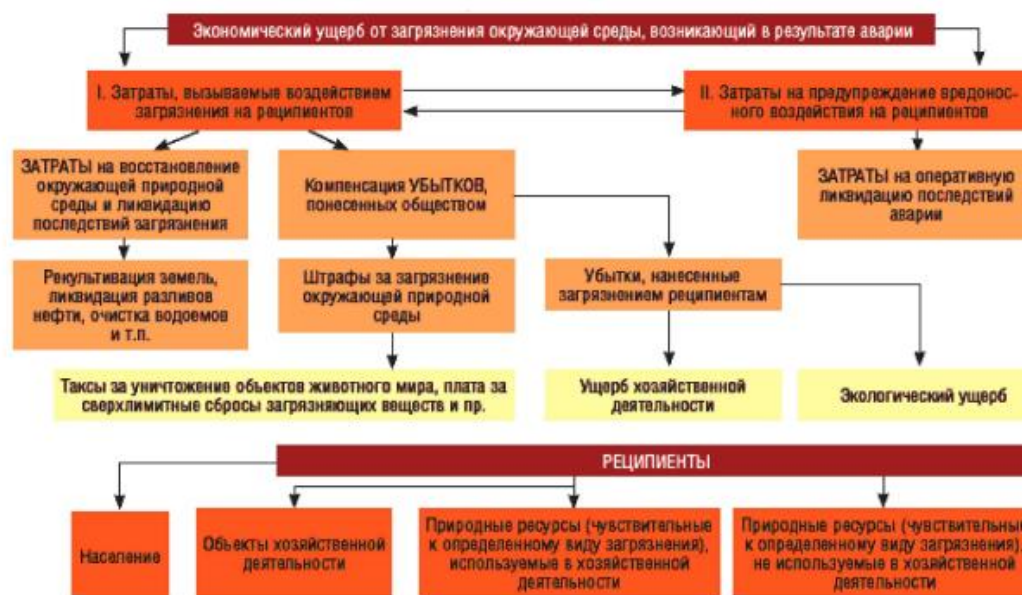 Экономический ущерб от загрязнения окружающей среды, возникающий в результате аварии
I. Затраты, вызываемые воздействием
загрязнения на реципиентов
II. Затраты на предупреждение вредонос-
ного воздействия на реципиентов
ЗАТРАТЫ на восстановление
окружающей природной
среды и ликвидацию
последствий загрязнения
Компенсация УБЫТКОВ,
понесенных обществом
ЗАТРАТЫ на оперативную
ликвидацию последствий
аварии
Рекультивация земель,
ликвидация разливов
нефти, очистка водоемов
и т.п.
Штрафы за загрязнение
окружающей природной
среды
Убытки, нанесенные
загрязнением реципиентам
Таксы за уничтожение объектов животного мира, плата за
сверхлимитные сбросы загрязняющих веществ и пр.
Ущерб хозяйственной
деятельности
Экологический ущерб
РЕЦИПИЕНТЫ
Население
Объекты хозяйственной
деятельности
Природные ресурсы (чувствительные
к определенному виду загрязнения),
используемые в хозяйственной
деятельности
Природные ресурсы (чувствительные
к определенному виду загрязнения),
не используемые в хозяйственной
деятельности